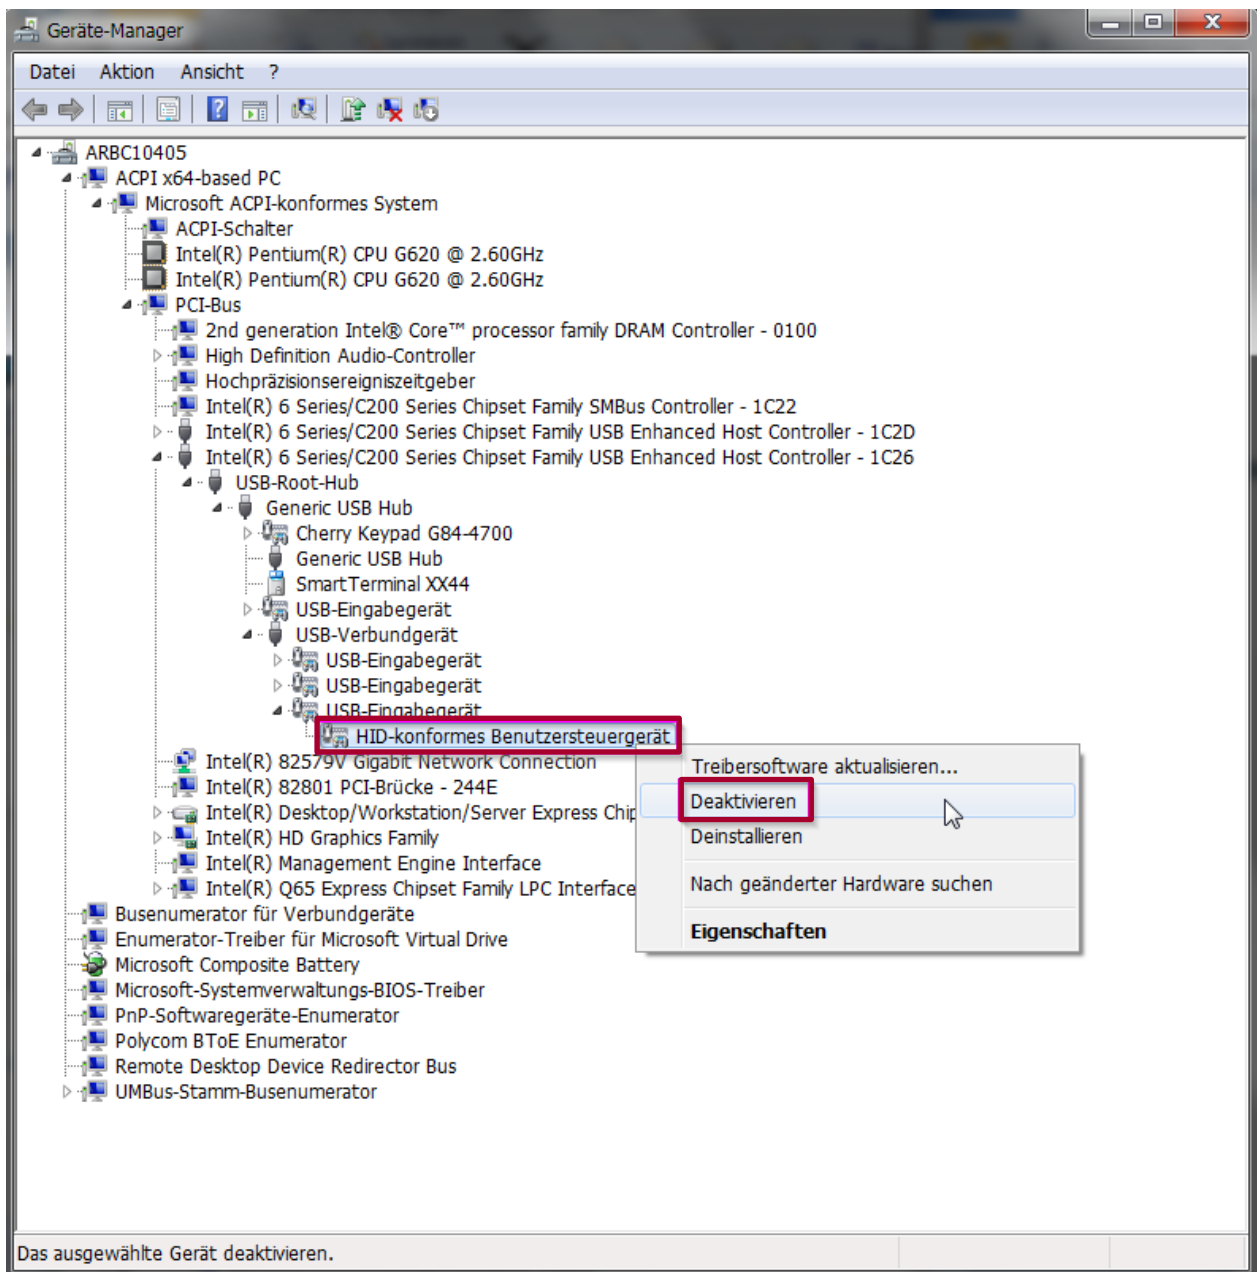 Geräte-Manager
Datei Aktion Ansicht ?
ARBC10405
ACPI x64-based PC
Microsoft ACPI-konformes System
ACPI-Schalter
Intel(R) Pentium(R) CPU G620 @ 2.60GHz
Intel(R) Pentium(R) CPU G620 @ 2.60GHz
PCI-Bus
2nd generation Intel® Core™ processor family DRAM Controller - 0100
High Definition Audio-Controller
Hochpräzisionsereigniszeitgeber
Intel(R) 6 Series/C200 Series Chipset Family SMBus Controller - 1C22
Intel(R) 6 Series/C200 Series Chipset Family USB Enhanced Host Controller - 1C2D
Intel(R) 6 Series/C200 Series Chipset Family USB Enhanced Host Controller - 1C26
USB-Root-Hub
Generic USB Hub
Cherry Keypad G84-4700
Generic USB Hub
SmartTerminal XX44
USB-Eingabegerät
USB-Verbundgerät
USB-Eingabegerät
USB-Eingabegerät
USB-Eingabegerät
HID-konformes Benutzersteuergerät
Intel(R) 82579V Gigabit Network Connection
Intel(R) 82801 PCI-Brücke - 244E
Intel(R) Desktop/Workstation/Server Express Chip
Intel(R) HD Graphics Family
Intel(R) Management Engine Interface
Intel(R) Q65 Express Chipset Family LPC Interface
Busenumerator für Verbundgeräte
Enumerator-Treiber für Microsoft Virtual Drive
Microsoft Composite Battery
Microsoft-Systemverwaltungs-BIOS-Treiber
PnP-Softwaregeräte-Enumerator
Polycom BToE Enumerator
Remote Desktop Device Redirector Bus
UMBus-Stamm-Busenumerator
Treibersoftware aktualisieren...
Deaktivieren
Deinstallieren
Nach geänderter Hardware suchen
Eigenschaften
Das ausgewählte Gerät deaktivieren.